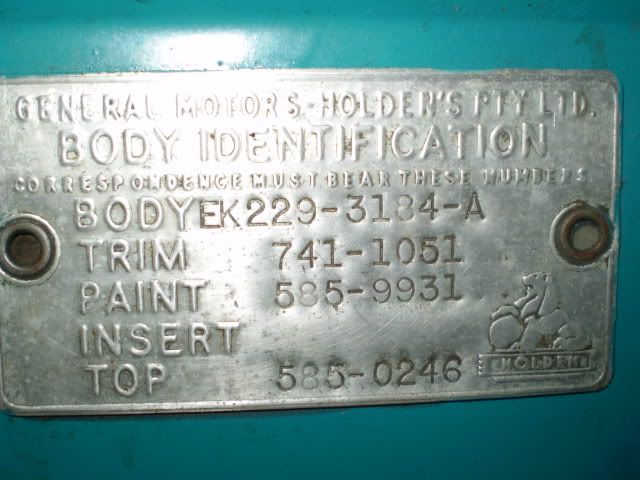 GENERAL MOTORS-HOLDEN'S PTY. LTD.
BODY IDENTIFICATION
CORRESPONDENCE MUST BEAR THESE NUMBERS
BODY EK229-3184-A
TRIM 741-1051
PAINT 585-9931
INSERT
TOP 585-0246
HOLDEN